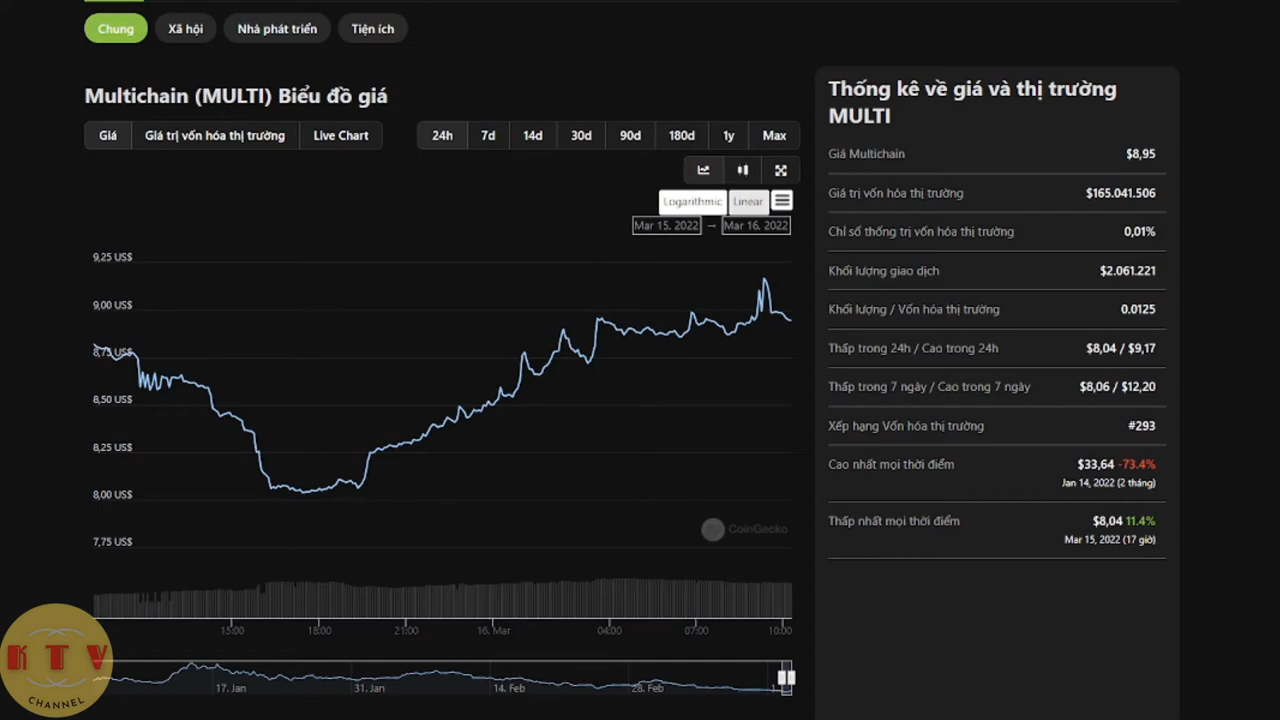 Chung Xã hội Nhà phát triển Tiện ích
Multichain (MULTI) Biểu đồ giá
Giá Giá trị vốn hóa thị trường Live Chart 24h 7d 14d 30d 90d 180d 1y Max
Logarithmic Linear
Mar 15, 2022 → Mar 16, 2022
9,25 US$
9,00 US$
8,75 US$
8,50 US$
8,25 US$
8,00 US$
7,75 US$
CoinGecko
15:00 18:00 21:00 16. Mar 04:00 07:00 10:00
17. Jan 31. Jan 14. Feb 28. Feb
Thống kê về giá và thị trường
MULTI
Giá Multichain $8,95
Giá trị vốn hóa thị trường $165.041.506
Chỉ số thống trị vốn hóa thị trường 0,01%
Khối lượng giao dịch $2.061.221
Khối lượng / Vốn hóa thị trường 0.0125
Thấp trong 24h / Cao trong 24h $8,04 / $9,17
Thấp trong 7 ngày / Cao trong 7 ngày $8,06 / $12,20
Xếp hạng Vốn hóa thị trường #293
Cao nhất mọi thời điểm $33,64 -73.4%
Jan 14, 2022 (2 tháng)
Thấp nhất mọi thời điểm $8,04 11.4%
Mar 15, 2022 (17 giờ)
KTV
CHANNEL